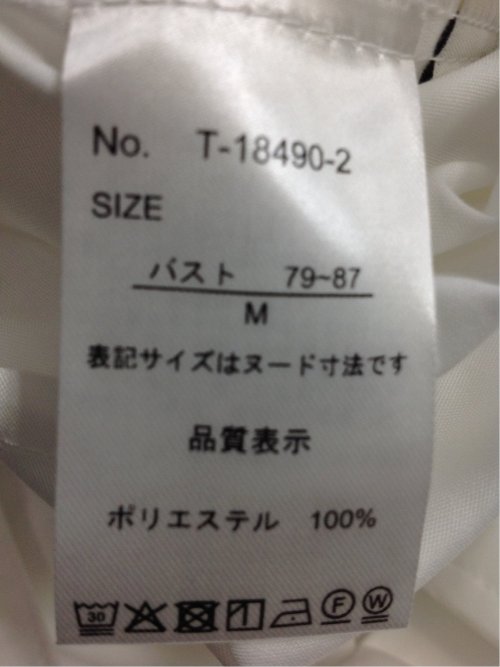 No. T-18490-2
SIZE
バスト 79~87
M
表記サイズはヌード寸法です
品質表示
ポリエステル 100%
30 F W